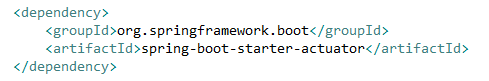 <dependency>
    <groupId>org.springframework.boot</groupId>
    <artifactId>spring-boot-starter-actuator</artifactId>
</dependency>